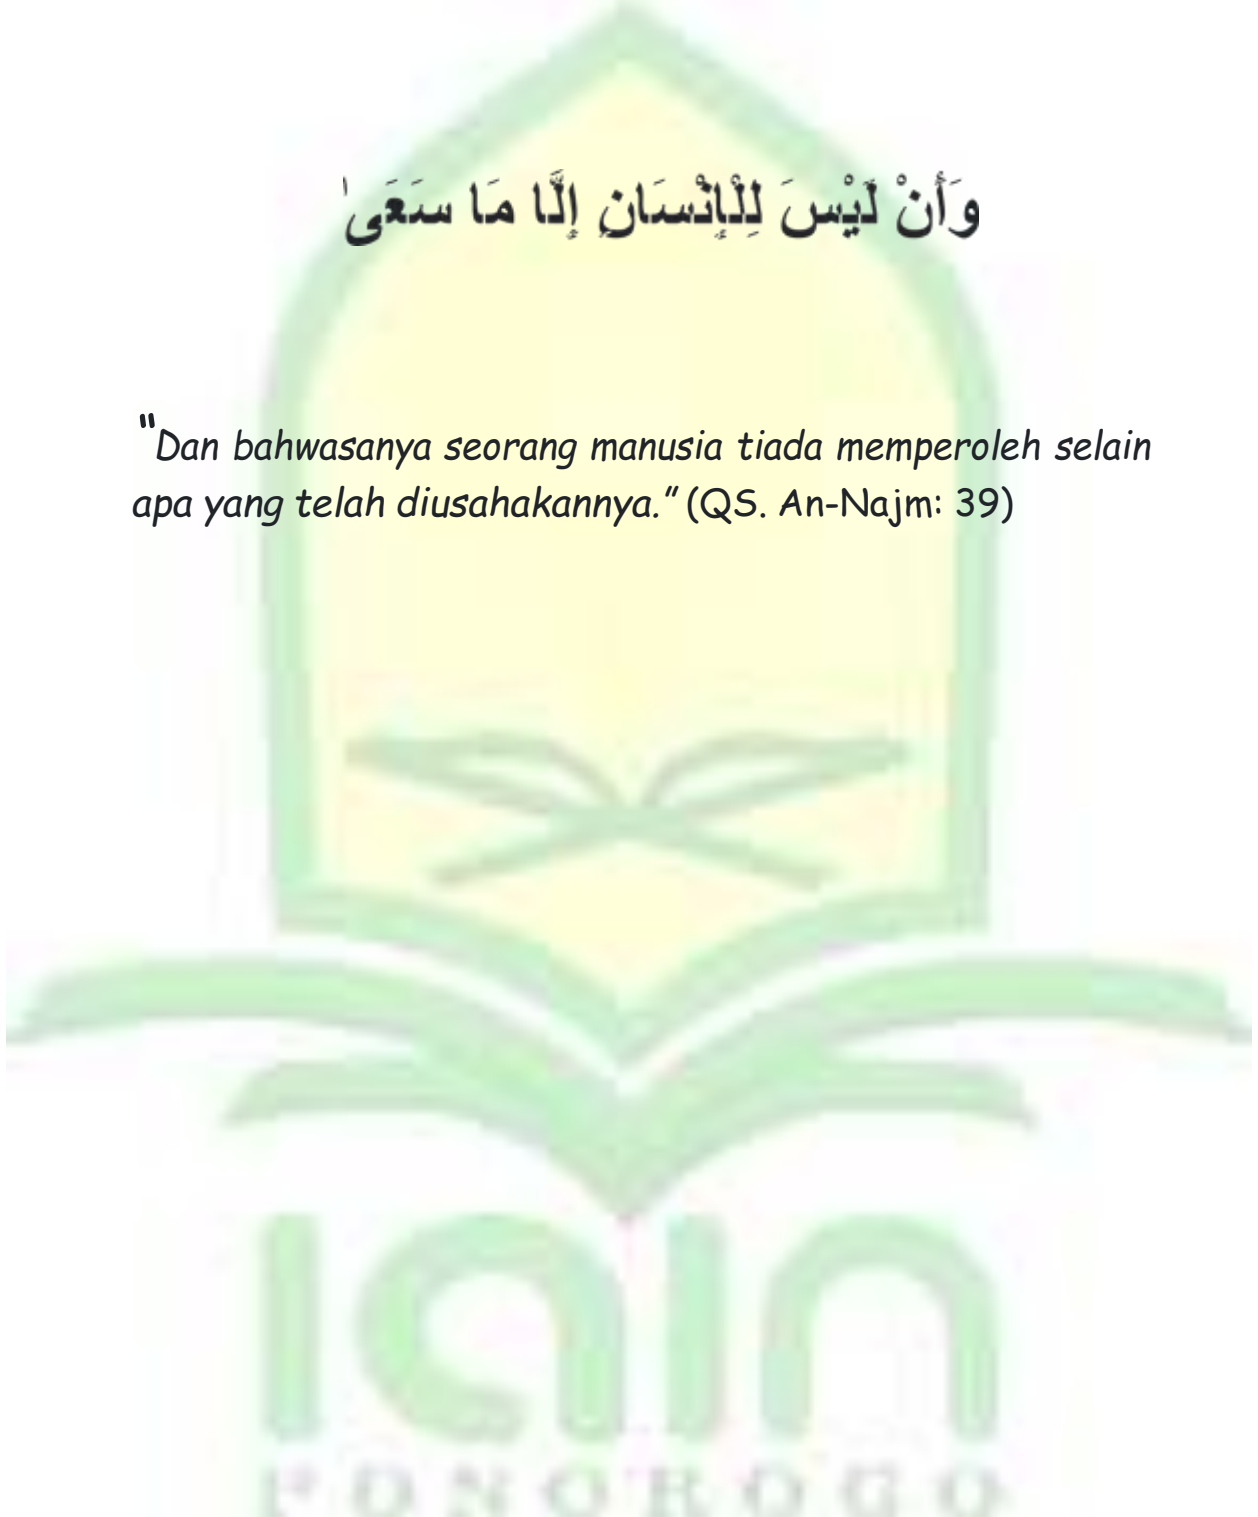 وَأَنْ لَيْسَ لِلْإِنْسَانِ إِلَّا مَا سَعَىٰ
"Dan bahwasanya seorang manusia tiada memperoleh selain
apa yang telah diusahakannya." (QS. An-Najm: 39)
iain
PONOROGO